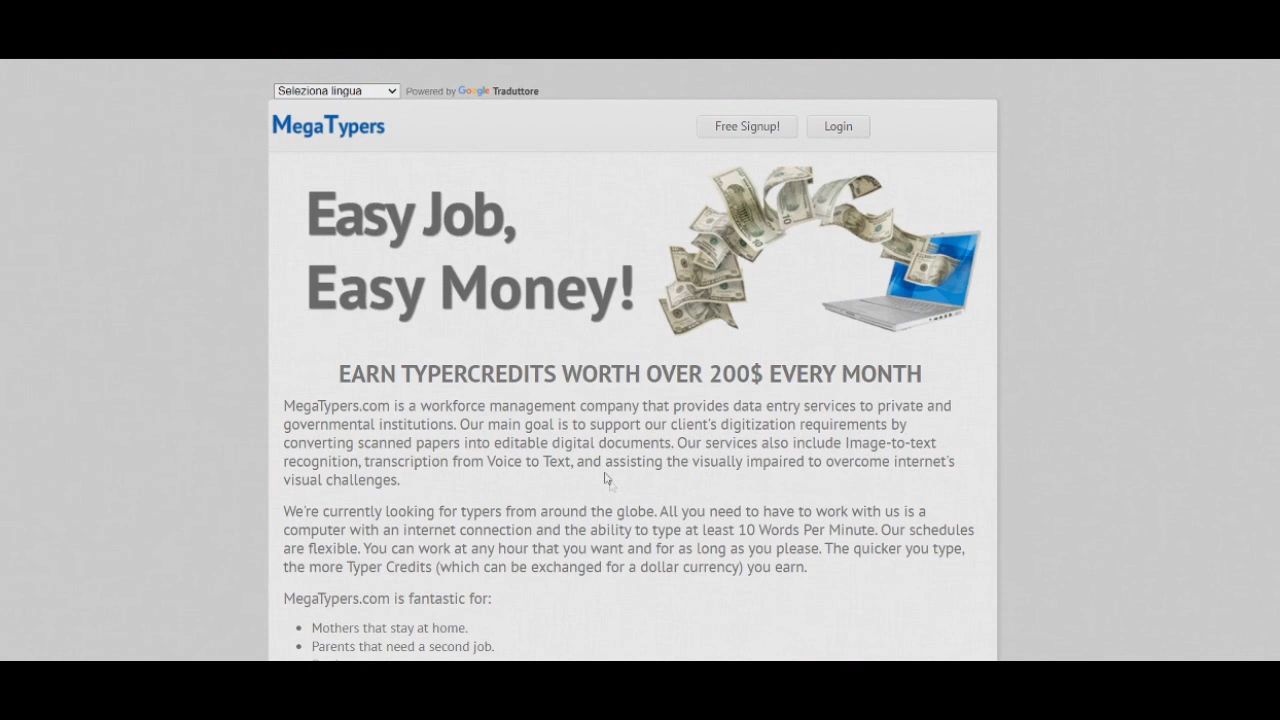 Seleziona lingua Powered by Google Traduttore
MegaTypers Free Signup! Login
Easy Job,
Easy Money!
EARN TYPERCREDITS WORTH OVER 200$ EVERY MONTH
MegaTypers.com is a workforce management company that provides data entry services to private and
governmental institutions. Our main goal is to support our client's digitization requirements by
converting scanned papers into editable digital documents. Our services also include Image-to-text
recognition, transcription from Voice to Text, and assisting the visually impaired to overcome internet's
visual challenges.
We're currently looking for typers from around the globe. All you need to have to work with us is a
computer with an internet connection and the ability to type at least 10 Words Per Minute. Our schedules
are flexible. You can work at any hour that you want and for as long as you please. The quicker you type,
the more Typer Credits (which can be exchanged for a dollar currency) you earn.
MegaTypers.com is fantastic for:
Mothers that stay at home.
Parents that need a second job.